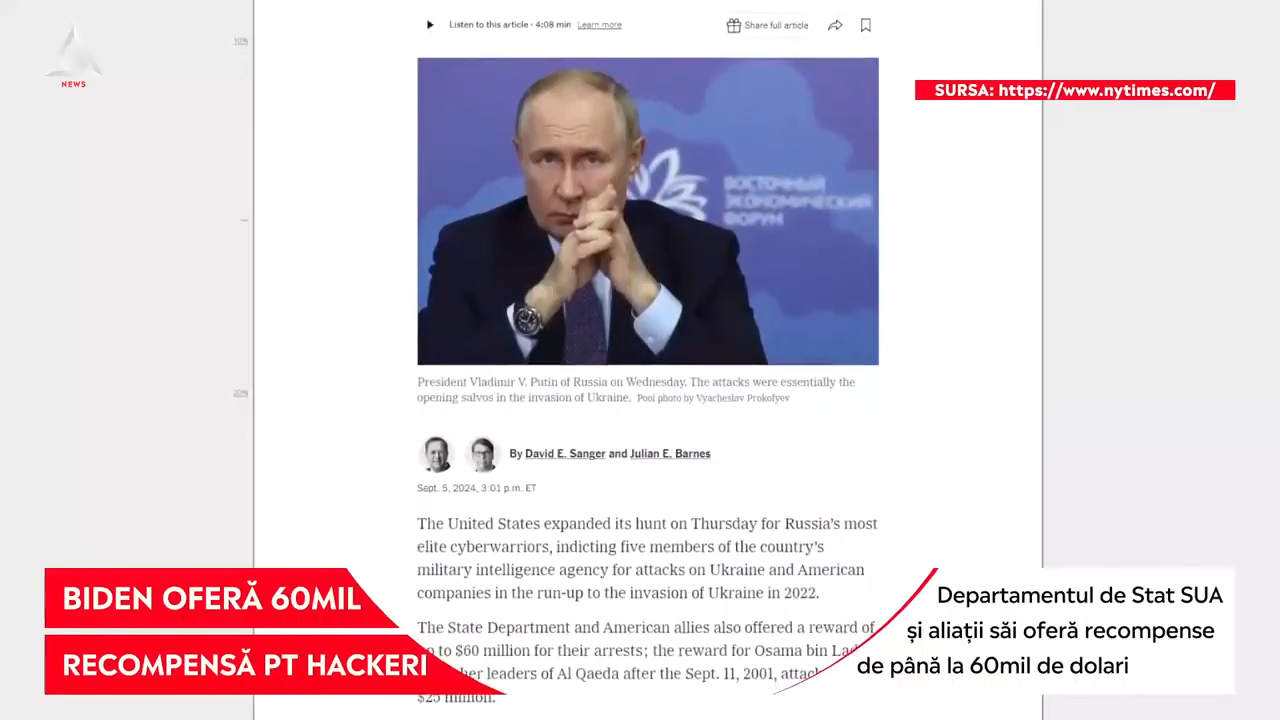 Listen to this article · 4:08 min Learn more
Share full article
10%
NEWS
SURSA: https://www.nytimes.com/
ВОСТОЧНЫЙ
ЭКОНОМИЧЕСКИЙ
ФОРУМ
20%
President Vladimir V. Putin of Russia on Wednesday. The attacks were essentially the
opening salvos in the invasion of Ukraine. Pool photo by Vyacheslav Prokofyev
By David E. Sanger and Julian E. Barnes
Sept. 5, 2024, 3:01 p.m. ET
The United States expanded its hunt on Thursday for Russia's most
elite cyberwarriors, indicting five members of the country's
military intelligence agency for attacks on Ukraine and American
companies in the run-up to the invasion of Ukraine in 2022.
The State Department and American allies also offered a reward of
to $60 million for their arrests; the reward for Osama bin
leaders of Al Qaeda after the Sept. 11, 2001,
$25 million.
BIDEN OFERĂ 60MIL
RECOMPENSĂ PT HACKERI
Departamentul de Stat SUA
și aliații săi oferă recompense
de până la 60mil de dolari